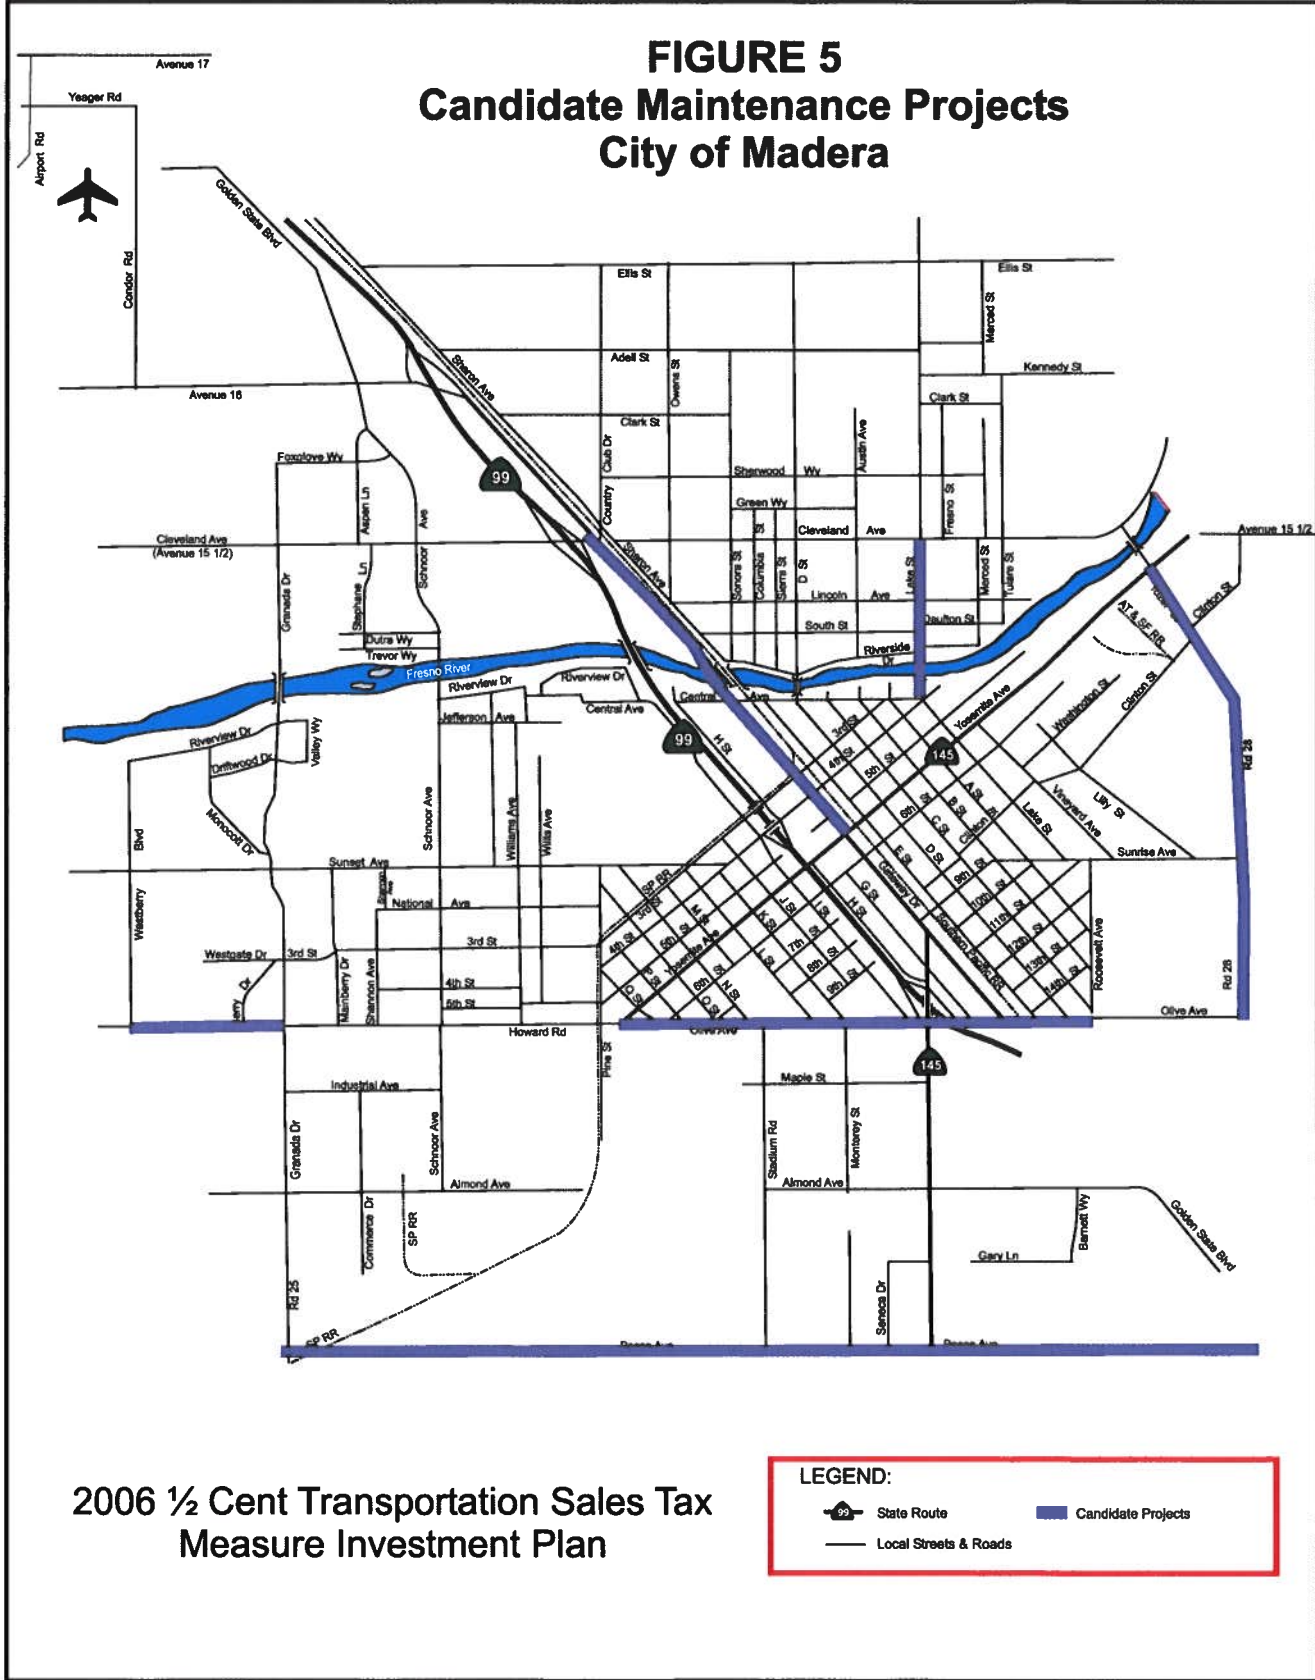 FIGURE 5
Candidate Maintenance Projects
City of Madera
Avenue 17
Yeager Rd
Airport Rd
Condor Rd
Golden State Blvd
Ellis St
Ellis St
Merced St
Adell St
Owens St
Kennedy St
Sharon Ave
Avenue 16
Clark St
Clark St
Country Club Dr
Austin Ave
Foxglove Wy
99
Sherwood Wy
Green Wy
Fresno St
Aspen Ln
Schnoor Ave
Cleveland Ave
(Avenue 15 1/2)
Cleveland Ave
Avenue 15 1/2
Sharon Ave
Sonora St
Columbia St
Sierra St
D St
Lake St
Merced St
Tulare St
Granada Dr
Stephanie Ln
Lincoln Ave
South St
Daulton St
Clinton St
AT & SF RR
Dutra Wy
Trevor Wy
Riverside Dr
Fresno River
Riverview Dr
Riverview Dr
Central Ave
Central Ave
Jefferson Ave
Yosemite Ave
Washington St
Clinton St
Riverview Dr
Valley Wy
Driftwood Dr
99
H St
3rd St
4th St
5th St
145
Rd 28
Monocott Dr
Schnoor Ave
Williams Ave
Willis Ave
6th St
A St
B St
C St
Clinton St
D St
E St
Lake St
Vineyard Ave
Lilly St
Westberry Blvd
Sunset Ave
Sunrise Ave
SP RR
Gateway Dr
G St
H St
9th St
10th St
11th St
12th St
13th St
14th St
National Ave
3rd St
4th St
5th St
M St
K St
J St
I St
L St
7th St
8th St
9th St
Southern Pacific RR
Roosevelt Ave
Westgate Dr
3rd St
3rd St
Yosemite Ave
P St
6th St
N St
O St
Mainberry Dr
Shannon Ave
4th St
5th St
Rd 28
Howard Rd
Olive Ave
Olive Ave
Pine St
145
Maple St
Industrial Ave
Granada Dr
Schnoor Ave
Stadium Rd
Monterey St
Almond Ave
Almond Ave
Commerce Dr
SP RR
Barnett Wy
Golden State Blvd
Gary Ln
Seneca Dr
Rd 25
SP RR
2006 ½ Cent Transportation Sales Tax
Measure Investment Plan
LEGEND:
99 State Route
Candidate Projects
Local Streets & Roads